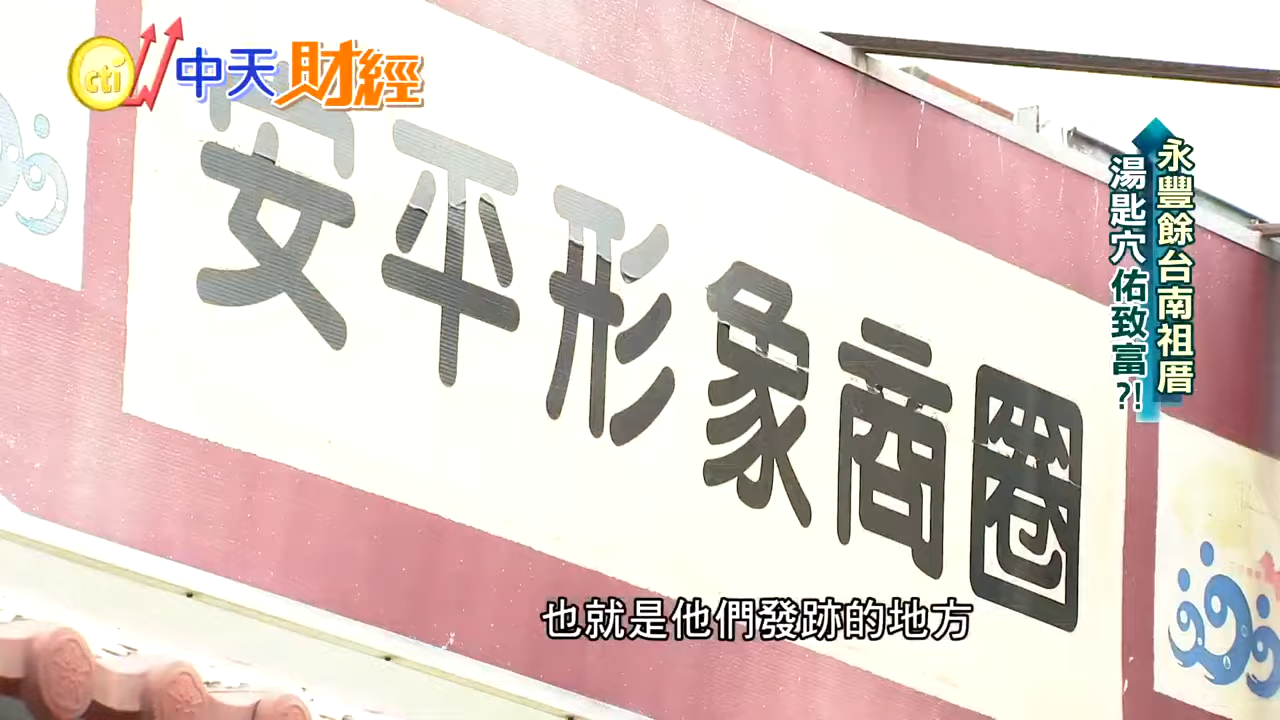 cti 中天財經
永豐餘台南祖厝
湯匙穴佑致富?!
安平形象商圈
也就是他們發跡的地方